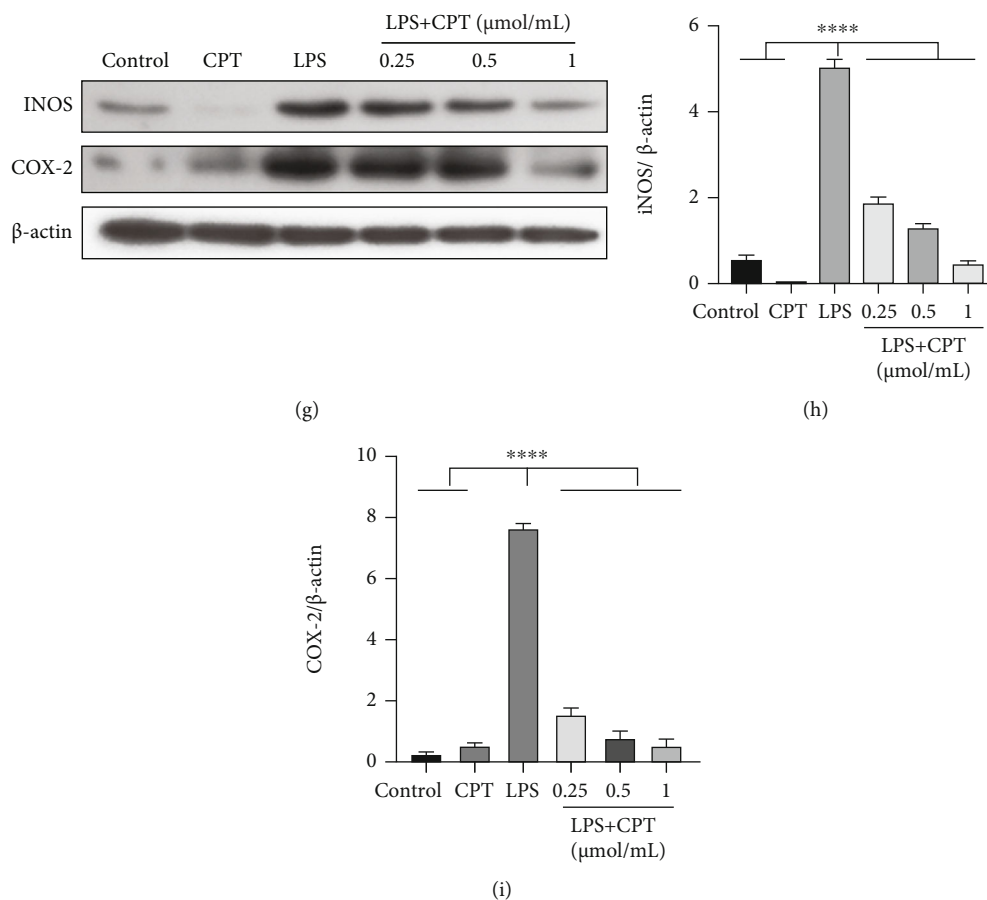 LPS+CPT (μmol/mL)
Control CPT LPS 0.25 0.5 1
INOS
COX-2
β-actin
(g)
iNOS/ β-actin
6
4
2
0
****
Control CPT LPS 0.25 0.5 1
LPS+CPT
(μmol/mL)
(h)
COX-2/β-actin
10
8
6
4
2
0
****
Control CPT LPS 0.25 0.5 1
LPS+CPT
(μmol/mL)
(i)